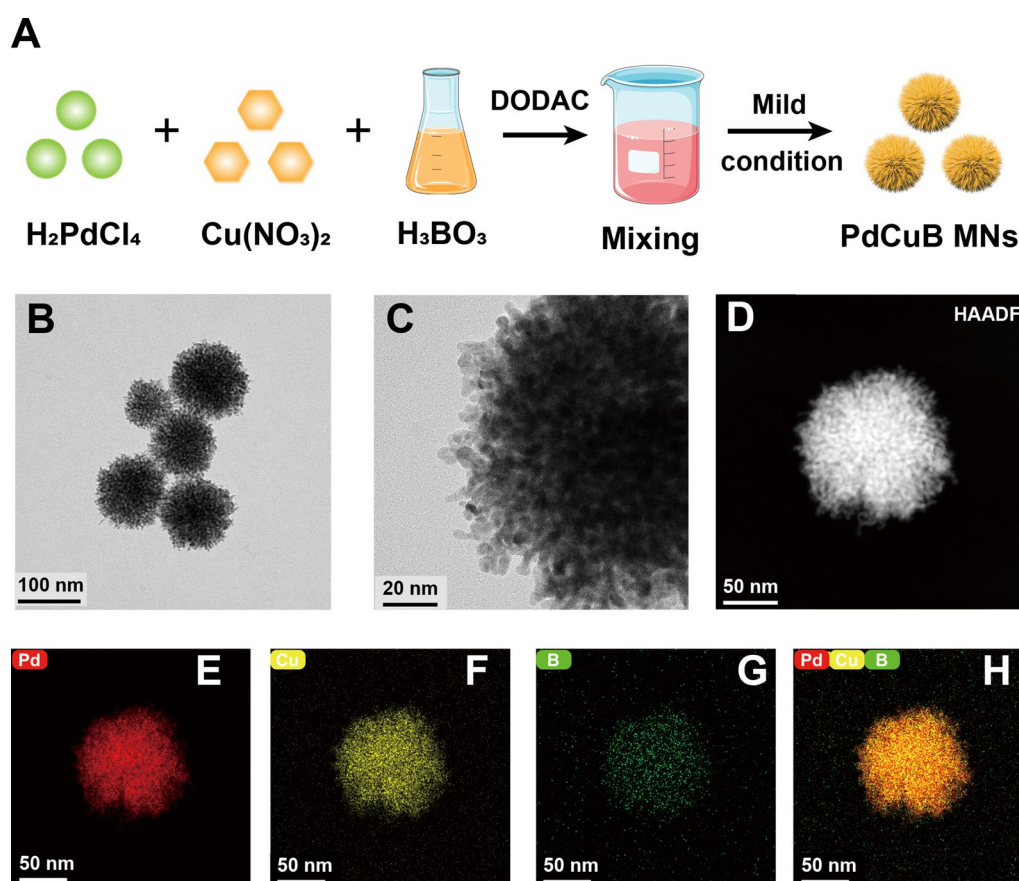 A
DODAC
Mild
condition
H₂PdCl₄
Cu(NO₃)₂
H₃BO₃
Mixing
PdCuB MNs
B
100 nm
C
20 nm
D
HAADF
50 nm
Pd
E
50 nm
Cu
F
50 nm
B
G
50 nm
Pd Cu B
H
50 nm